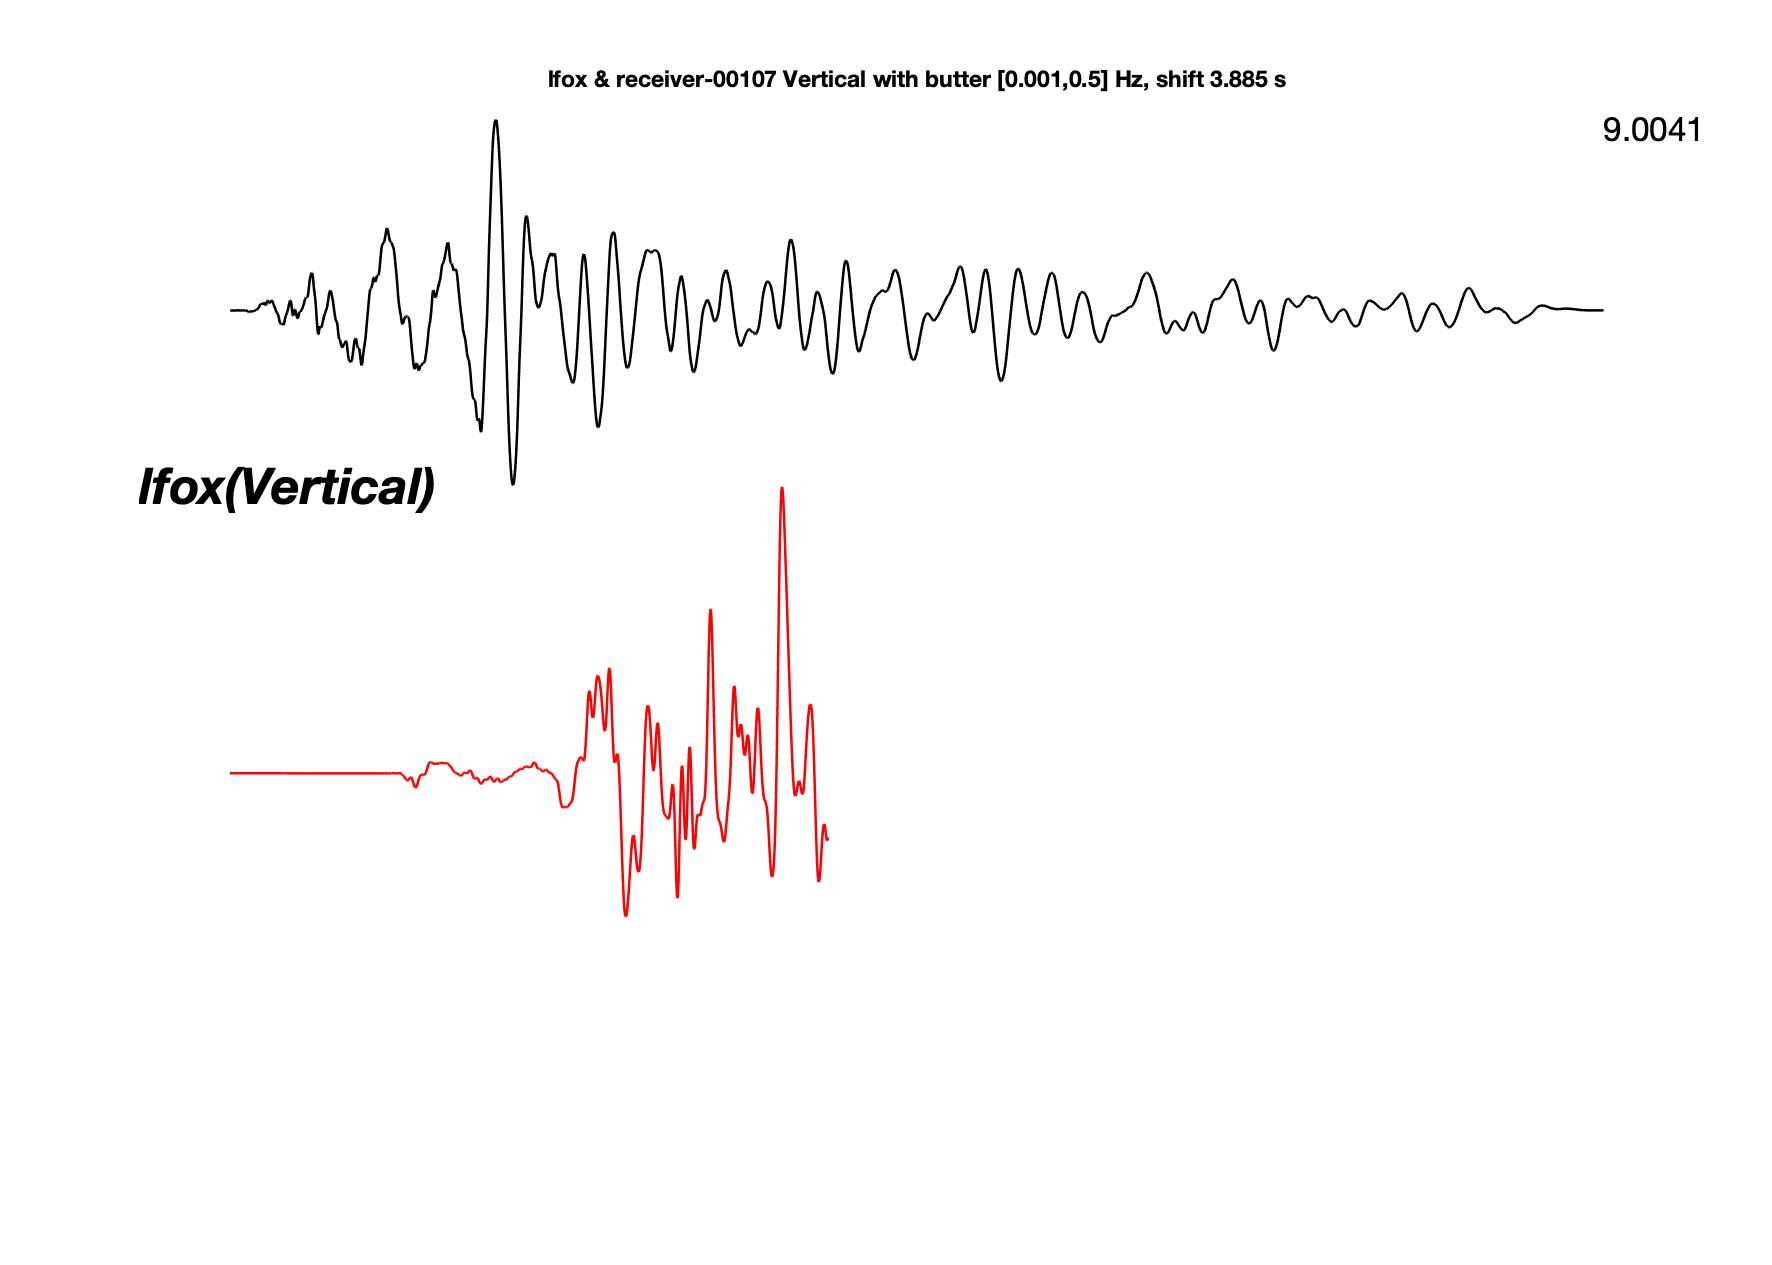 lfox & receiver-00107 Vertical with butter [0.001,0.5] Hz, shift 3.885 s
9.0041
lfox(Vertical)